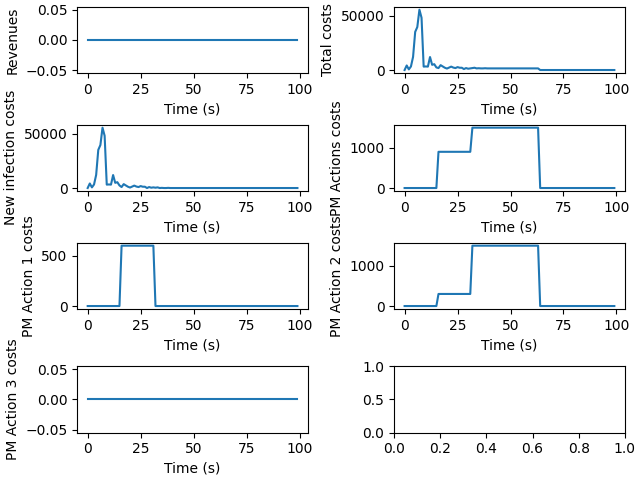 Revenues
0.05
0.00
−0.05
0 25 50 75 100
Time (s)
Total costs
50000
0
0 25 50 75 100
Time (s)
New infection costs
50000
0
0 25 50 75 100
Time (s)
PM Actions costs
1000
0
0 25 50 75 100
Time (s)
PM Action 1 costs
500
0
0 25 50 75 100
Time (s)
PM Action 2 costs
1000
0
0 25 50 75 100
Time (s)
PM Action 3 costs
0.05
0.00
−0.05
0 25 50 75 100
Time (s)
1.0
0.5
0.0
0.0 0.2 0.4 0.6 0.8 1.0